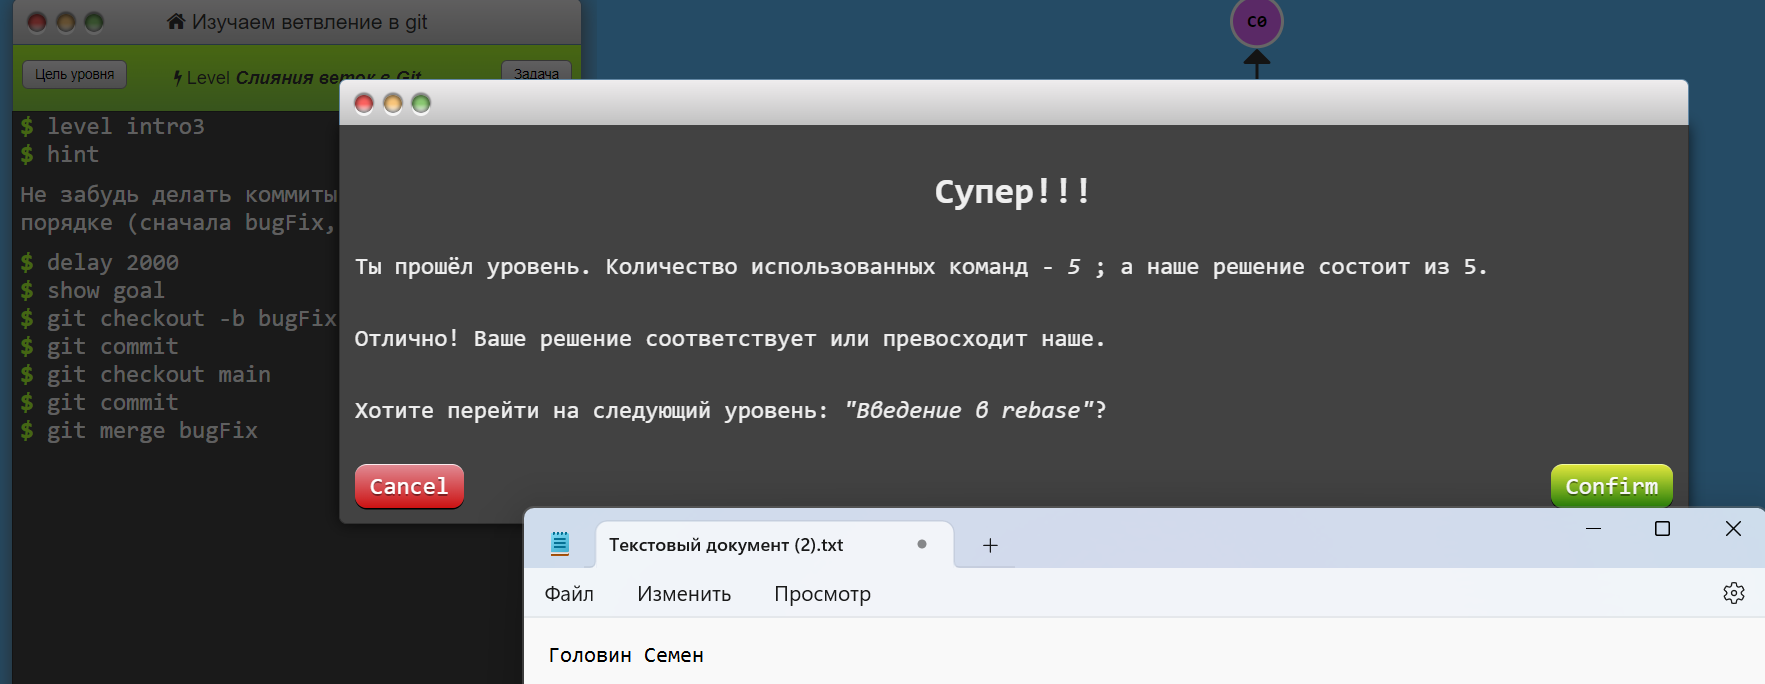 Изучаем ветвление в git
Цель уровня
Level Слияния веток в Git
Задача
$ level intro3
$ hint
Не забудь делать коммиты
порядке (сначала bugFix,
$ delay 2000
$ show goal
$ git checkout -b bugFix
$ git commit
$ git checkout main
$ git commit
$ git merge bugFix
C0
Супер!!!
Ты прошёл уровень. Количество использованных команд - 5 ; а наше решение состоит из 5.
Отлично! Ваше решение соответствует или превосходит наше.
Хотите перейти на следующий уровень: "Введение в rebase"?
Cancel
Confirm
Текстовый документ (2).txt
Файл
Изменить
Просмотр
Головин Семен